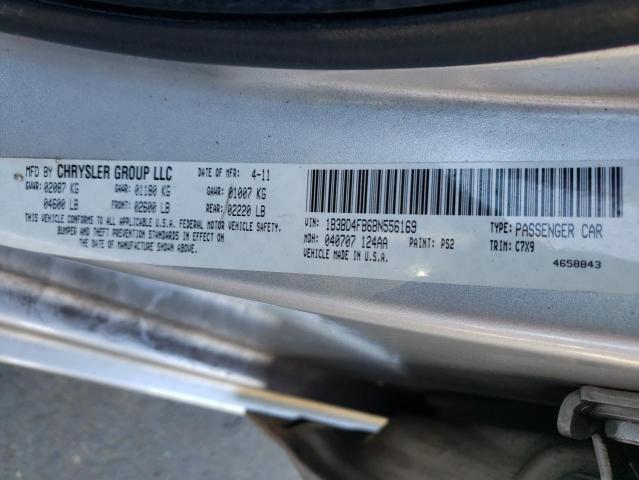 MFD BY CHRYSLER GROUP LLC DATE OF MFR: 4-11
GVWR: 02087 KG GAWR: 01180 KG GAWR: 01007 KG
04600 LB FRONT: 02600 LB REAR: 02220 LB
THIS VEHICLE CONFORMS TO ALL APPLICABLE U.S.A.
FEDERAL MOTOR VEHICLE SAFETY,
BUMPER AND THEFT PREVENTION STANDARDS IN EFFECT
ON THE DATE OF MANUFACTURE SHOWN ABOVE.
VIN: 1B3BD4FB6BN556169 TYPE: PASSENGER CAR
MDH: 040707 124AA PAINT: PS2 TRIM: C7X9
VEHICLE MADE IN U.S.A.
4658843